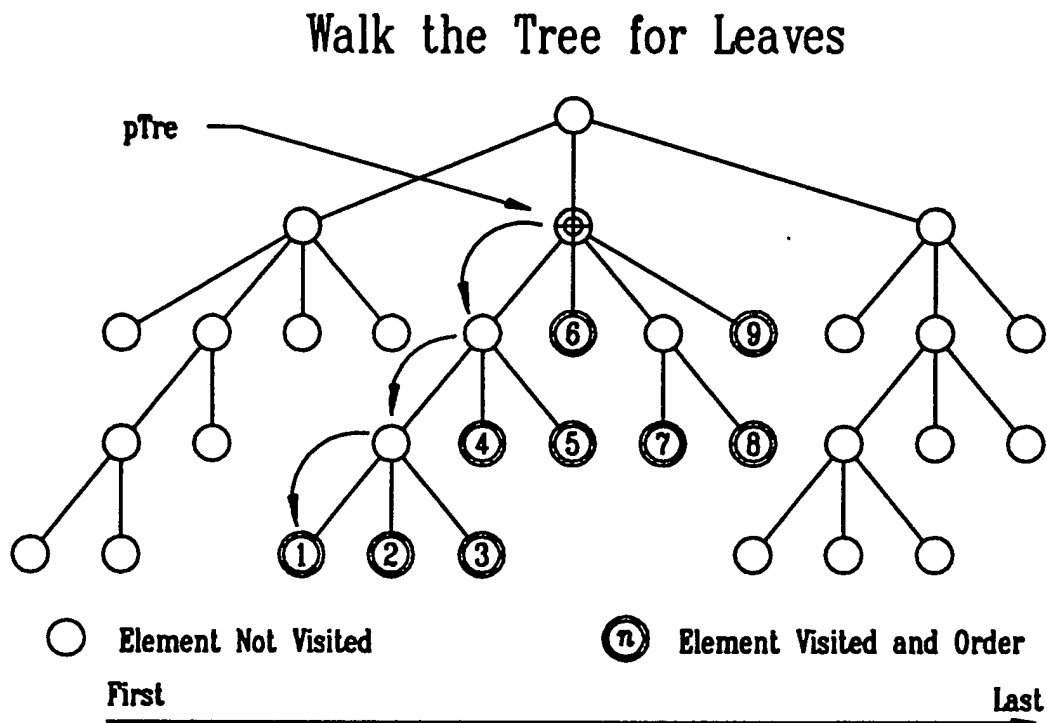 Walk the Tree for Leaves
pTre
6 9
4 5 7 8
1 2 3
Element Not Visited
n Element Visited and Order
First Last